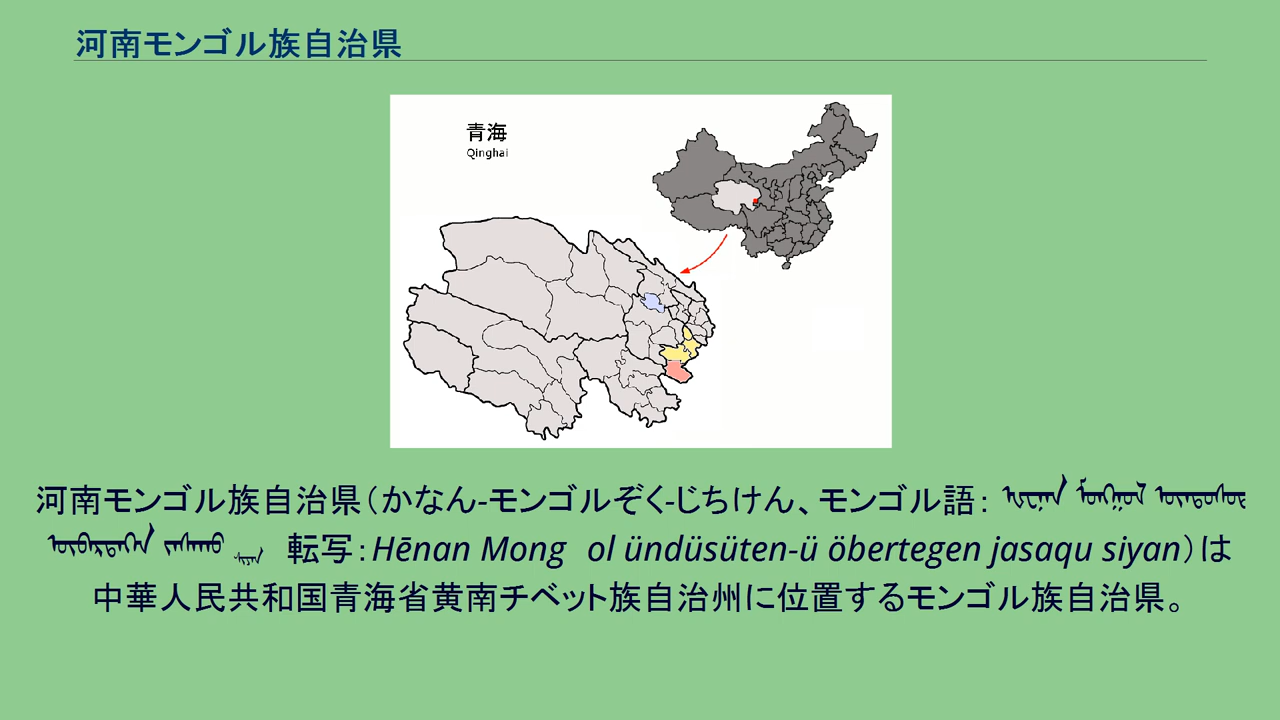 河南モンゴル族自治県
青海
Qinghai
河南モンゴル族自治県（かなん-モンゴルぞく-じちけん、モンゴル語：
転写：Hēnan Mong ol ündüsüten-ü öbertegen jasaqu siyan）は
中華人民共和国青海省黄南チベット族自治州に位置するモンゴル族自治県。